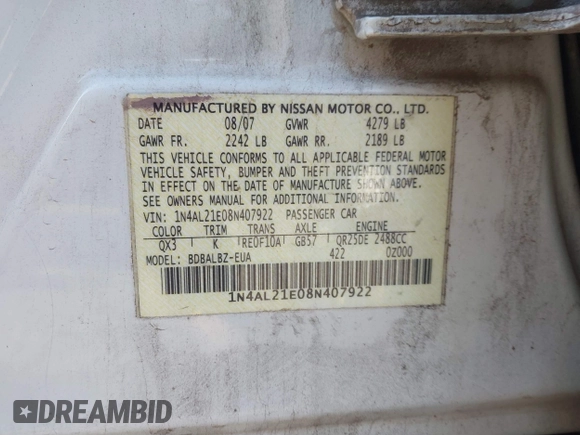 MANUFACTURED BY NISSAN MOTOR CO., LTD.
DATE 08/07 GVWR 4279 LB
GAWR FR. 2242 LB GAWR RR. 2189 LB
THIS VEHICLE CONFORMS TO ALL APPLICABLE FEDERAL MOTOR
VEHICLE SAFETY, BUMPER AND THEFT PREVENTION STANDARDS
IN EFFECT ON THE DATE OF MANUFACTURE SHOWN ABOVE.
SEE OWNERS MANUAL FOR ADDITIONAL INFORMATION.
VIN: 1N4AL21E08N407922 PASSENGER CAR
COLOR TRIM TRANS AXLE ENGINE
QX3 K RE0F10A GB57 QR25DE 2488CC
MODEL: BDBALBZ-EUA 422 0Z000
1N4AL21E08N407922
DREAMBID